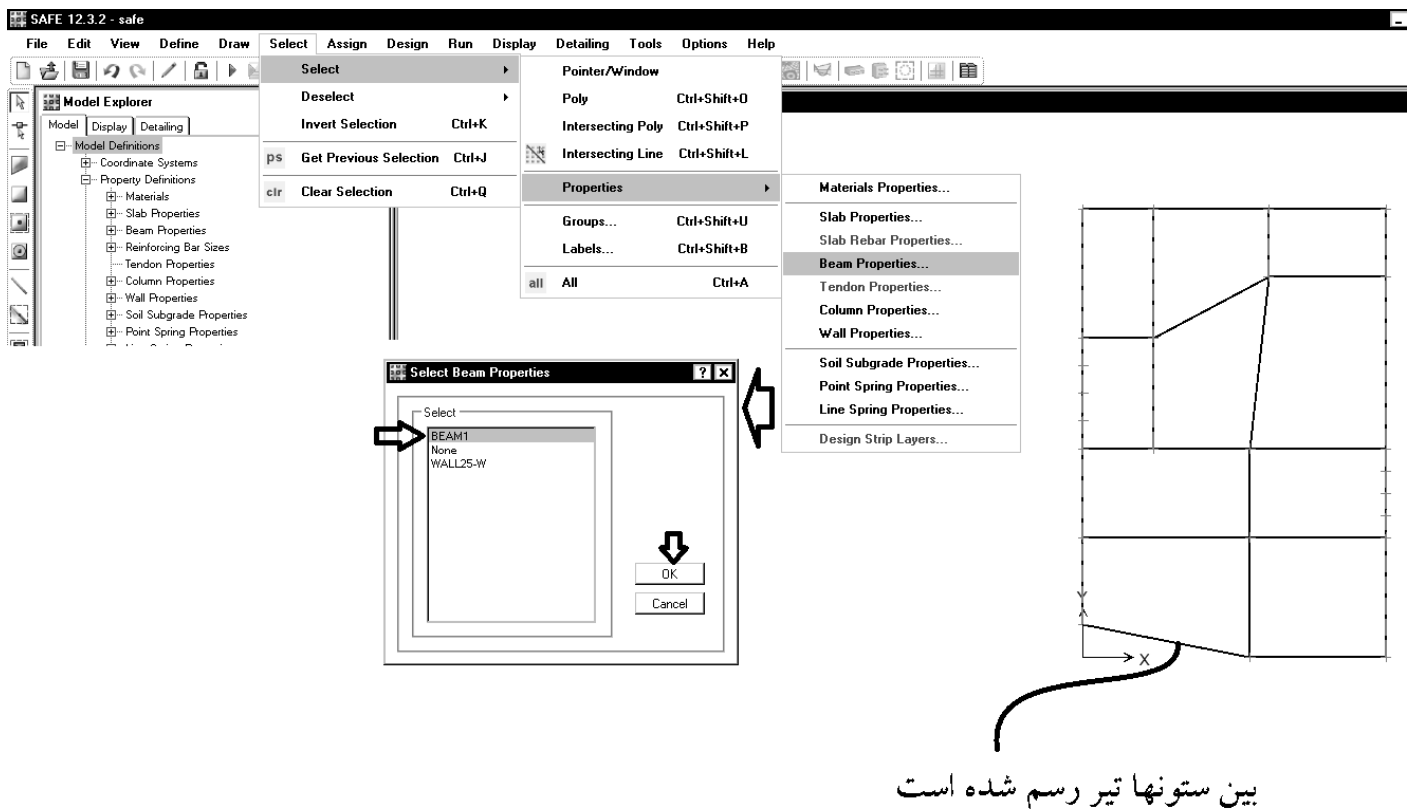 SAFE 12.3.2 - safe
File Edit View Define Draw Select Assign Design Run Display Detailing Tools Options Help
Model Explorer
Model Display Detailing
Model Definitions
Coordinate Systems
Property Definitions
Materials
Slab Properties
Beam Properties
Reinforcing Bar Sizes
Tendon Properties
Column Properties
Wall Properties
Soil Subgrade Properties
Point Spring Properties
Select
Deselect
Invert Selection Ctrl+K
ps Get Previous Selection Ctrl+J
clr Clear Selection Ctrl+Q
Pointer/Window
Poly Ctrl+Shift+O
Intersecting Poly Ctrl+Shift+P
Intersecting Line Ctrl+Shift+L
Properties
Groups... Ctrl+Shift+U
Labels... Ctrl+Shift+B
all All Ctrl+A
Materials Properties...
Slab Properties...
Slab Rebar Properties...
Beam Properties...
Tendon Properties...
Column Properties...
Wall Properties...
Soil Subgrade Properties...
Point Spring Properties...
Line Spring Properties...
Design Strip Layers...
Select Beam Properties
Select
BEAM1
None
WALL25-W
OK
Cancel
Y
X
بین ستونها تیر رسم شده است